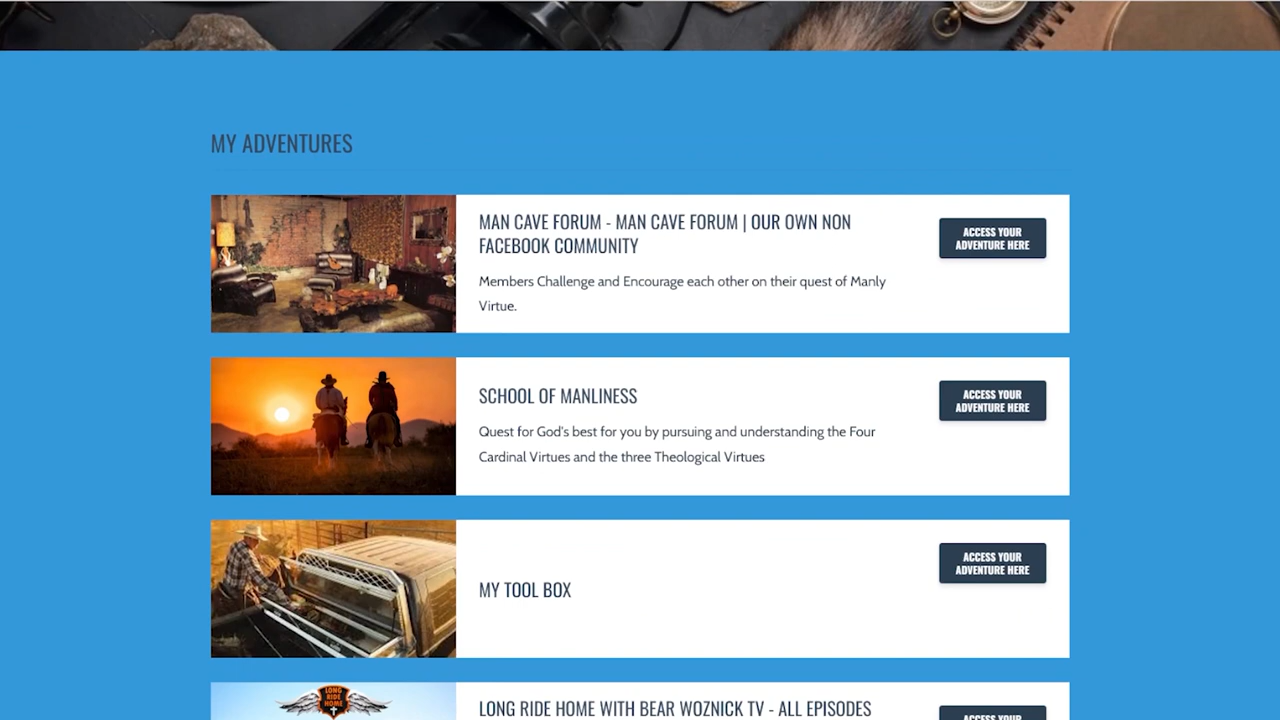 MY ADVENTURES
MAN CAVE FORUM - MAN CAVE FORUM | OUR OWN NON
FACEBOOK COMMUNITY
Members Challenge and Encourage each other on their quest of Manly
Virtue.
ACCESS YOUR
ADVENTURE HERE
SCHOOL OF MANLINESS
Quest for God's best for you by pursuing and understanding the Four
Cardinal Virtues and the three Theological Virtues
ACCESS YOUR
ADVENTURE HERE
MY TOOL BOX
ACCESS YOUR
ADVENTURE HERE
LONG
RIDE
HOME
LONG RIDE HOME WITH BEAR WOZNICK TV - ALL EPISODES
ACCESS YOUR